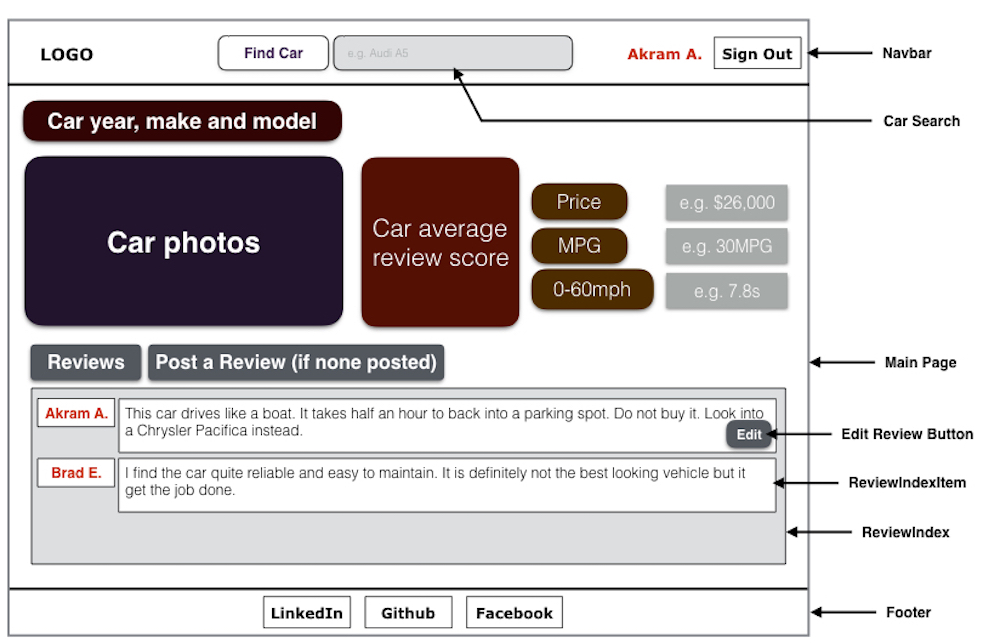 LOGO
Find Car
e.g. Audi A5
Akram A.
Sign Out
Navbar
Car Search
Car year, make and model
Car photos
Car average
review score
Price
e.g. $26,000
MPG
e.g. 30MPG
0-60mph
e.g. 7.8s
Reviews
Post a Review (if none posted)
Main Page
Akram A.
This car drives like a boat. It takes half an hour to back into a parking spot. Do not buy it. Look into
a Chrysler Pacifica instead.
Edit
Edit Review Button
Brad E.
I find the car quite reliable and easy to maintain. It is definitely not the best looking vehicle but it
get the job done.
ReviewIndexItem
ReviewIndex
LinkedIn
Github
Facebook
Footer